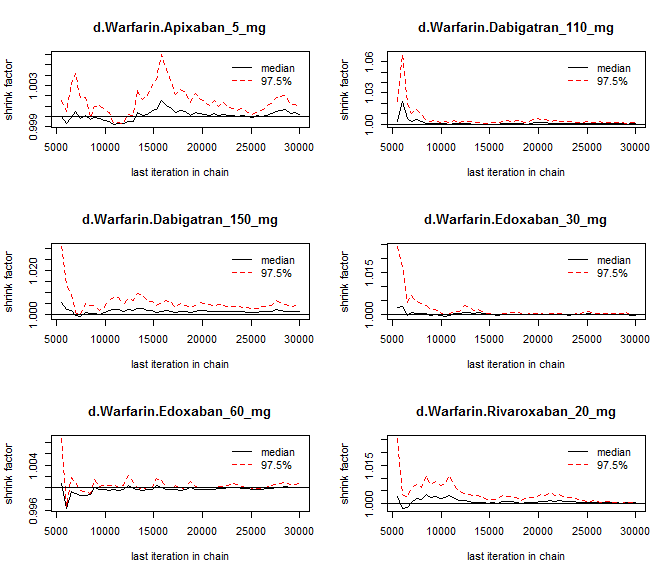 d.Warfarin.Apixaban_5_mg
shrink factor
0.999 1.003
median
97.5%
5000 10000 15000 20000 25000 30000
last iteration in chain
d.Warfarin.Dabigatran_110_mg
shrink factor
1.00 1.03 1.06
median
97.5%
5000 10000 15000 20000 25000 30000
last iteration in chain
d.Warfarin.Dabigatran_150_mg
shrink factor
1.000 1.020
median
97.5%
5000 10000 15000 20000 25000 30000
last iteration in chain
d.Warfarin.Edoxaban_30_mg
shrink factor
1.000 1.015
median
97.5%
5000 10000 15000 20000 25000 30000
last iteration in chain
d.Warfarin.Edoxaban_60_mg
shrink factor
0.996 1.004
median
97.5%
5000 10000 15000 20000 25000 30000
last iteration in chain
d.Warfarin.Rivaroxaban_20_mg
shrink factor
1.000 1.015
median
97.5%
5000 10000 15000 20000 25000 30000
last iteration in chain